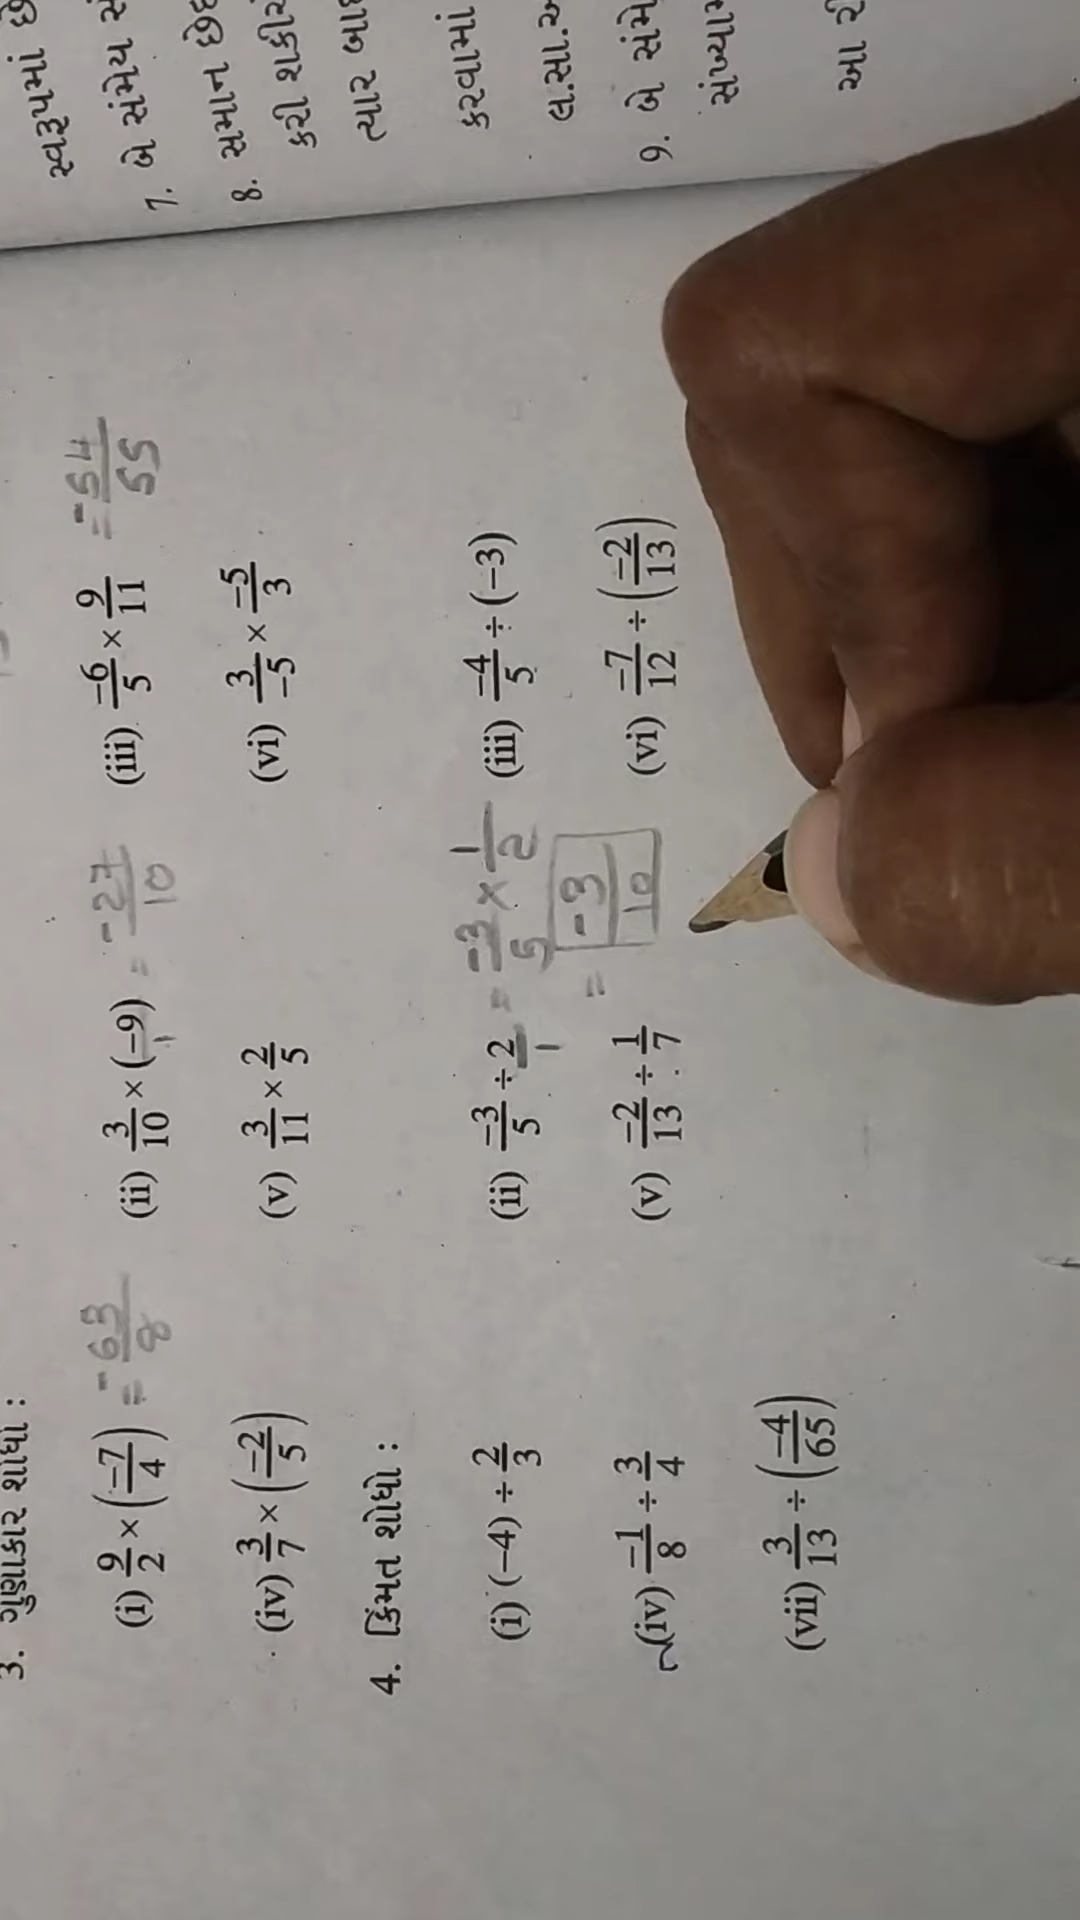 3. ગુણાકાર શોધો :
(i) 9/2 × (-7/4) = -63/8 (ii) 3/10 × (-9)/1 = -27/10 (iii) -6/5 × 9/11 = -54/55
(iv) 3/7 × (-2/5) (v) 3/11 × 2/5 (vi) 3/-5 × -5/3
4. કિંમત શોધો :
(i) (-4) ÷ 2/3 (ii) -3/5 ÷ 2/1 = -3/5 × 1/2 (iii) -4/5 ÷ (-3)
= -3/10
(iv) -1/8 ÷ 3/4 (v) -2/13 ÷ 1/7 (vi) -7/12 ÷ (-2/13)
(vii) 3/13 ÷ (-4/65)
સ્વરૂપમાં
7. બે સંમેય
8. સમાન
કરી શકીએ
ત્યાર
કરવામાં
લ.સા.અ
9. બે
આ